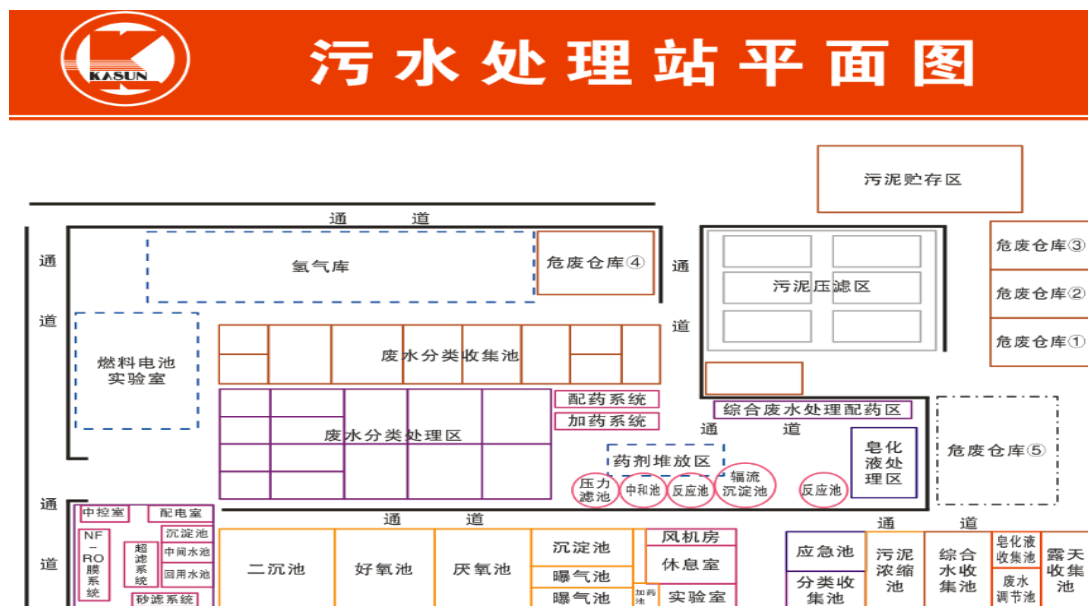 KASUN
污水处理站平面图
污泥贮存区
通道
氢气库
危废仓库④
通道
通道
污泥压滤区
危废仓库③
危废仓库②
危废仓库①
燃料电池
实验室
废水分类收集池
配药系统
加药系统
综合废水处理配药区
通道
废水分类处理区
药剂堆放区
压力
滤池
中和池
反应池
辐流
沉淀池
反应池
皂化
液处
理区
危废仓库⑤
通道
通道
通道
中控室
配电室
NF
-
RO膜系统
超滤系统
沉淀池
中间水池
回用水池
砂滤系统
二沉池
好氧池
厌氧池
沉淀池
曝气池
曝气池
加药
池
风机房
休息室
实验室
应急池
分类收
集池
污泥
浓缩
池
综合
水收
集池
皂化液
收集池
废水
调节池
露天
收集
池